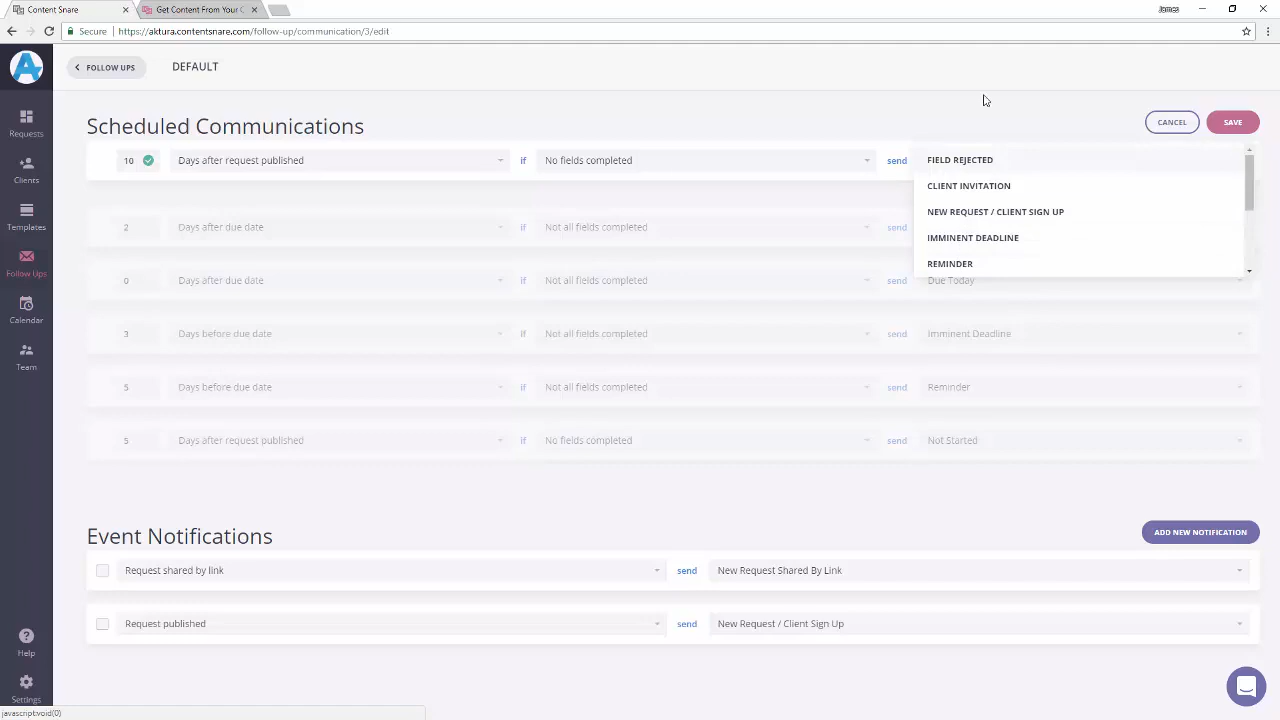 Content Snare
Get Content From Your C
James
Secure
https://aktura.contentsnare.com/follow-up/communication/3/edit
FOLLOW UPS
DEFAULT
Requests
Clients
Templates
Follow Ups
Calendar
Team
Help
Settings
Scheduled Communications
CANCEL
SAVE
10 Days after request published if No fields completed send
FIELD REJECTED
CLIENT INVITATION
NEW REQUEST / CLIENT SIGN UP
IMMINENT DEADLINE
REMINDER
2 Days after due date if Not all fields completed send
0 Days after due date if Not all fields completed send Due Today
3 Days before due date if Not all fields completed send Imminent Deadline
5 Days before due date if Not all fields completed send Reminder
5 Days after request published if No fields completed send Not Started
Event Notifications
ADD NEW NOTIFICATION
Request shared by link send New Request Shared By Link
Request published send New Request / Client Sign Up
javascript:void(0)